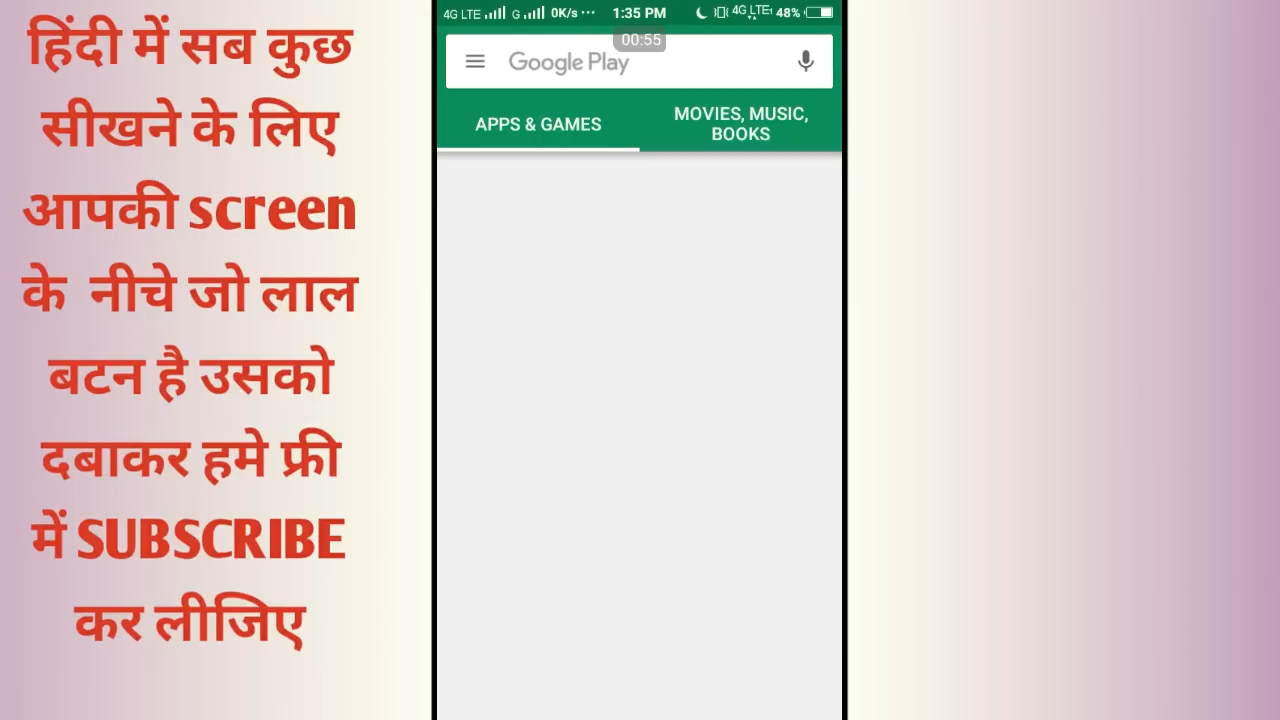 हिंदी में सब कुछ
सीखने के लिए
आपकी screen
के नीचे जो लाल
बटन है उसको
दबाकर हमे फ्री
में SUBSCRIBE
कर लीजिए
4G LTE G 0K/s ··· 1:35 PM 4G LTE1 48%
00:55
Google Play
APPS & GAMES
MOVIES, MUSIC,
BOOKS